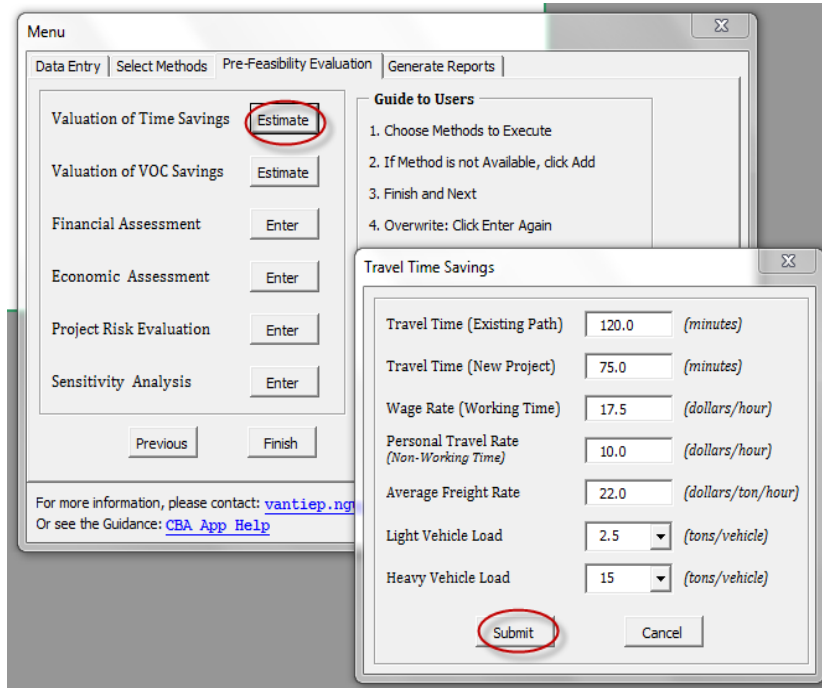 Menu
Data Entry
Select Methods
Pre-Feasibility Evaluation
Generate Reports
Valuation of Time Savings
Estimate
Valuation of VOC Savings
Estimate
Financial Assessment
Enter
Economic Assessment
Enter
Project Risk Evaluation
Enter
Sensitivity Analysis
Enter
Previous
Finish
Guide to Users
1. Choose Methods to Execute
2. If Method is not Available, click Add
3. Finish and Next
4. Overwrite: Click Enter Again
For more information, please contact: vantiep.ng
Or see the Guidance: CBA App Help
Travel Time Savings
Travel Time (Existing Path) 120.0 (minutes)
Travel Time (New Project) 75.0 (minutes)
Wage Rate (Working Time) 17.5 (dollars/hour)
Personal Travel Rate
(Non-Working Time) 10.0 (dollars/hour)
Average Freight Rate 22.0 (dollars/ton/hour)
Light Vehicle Load 2.5 (tons/vehicle)
Heavy Vehicle Load 15 (tons/vehicle)
Submit
Cancel